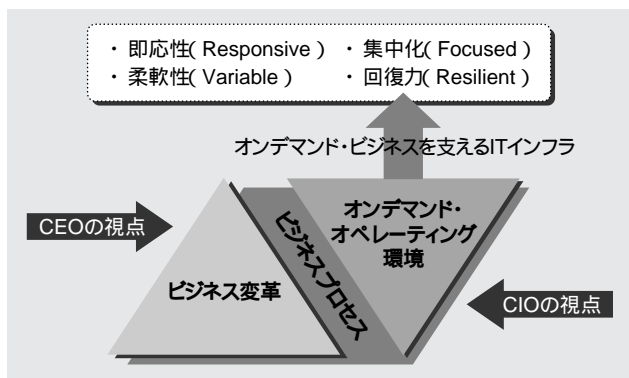 ・即応性( Responsive ) ・集中化( Focused )
・柔軟性( Variable ) ・回復力( Resilient )
オンデマンド・ビジネスを支えるITインフラ
CEOの視点
ビジネス変革
ビジネスプロセス
オンデマンド・
オペレーティング
環境
CIOの視点